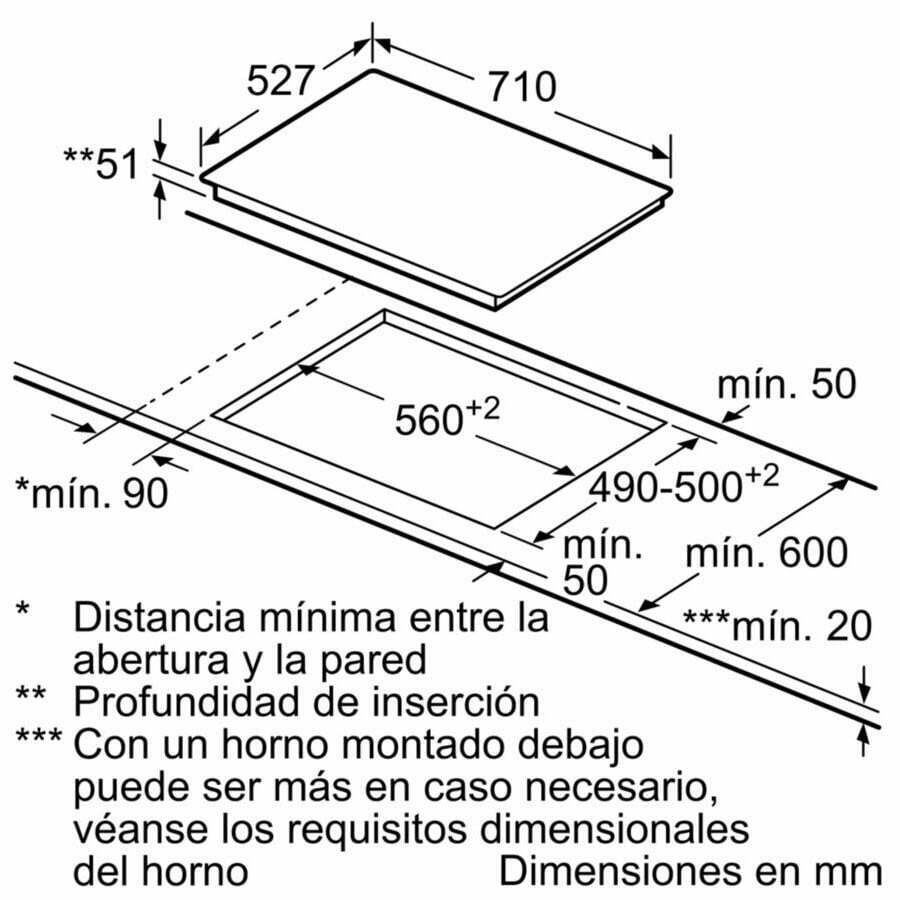 527
710
**51
mín. 50
560+2
490-500+2
*mín. 90
mín.
50
mín. 600
***mín. 20
* Distancia mínima entre la
abertura y la pared
** Profundidad de inserción
*** Con un horno montado debajo
puede ser más en caso necesario,
véanse los requisitos dimensionales
del horno
Dimensiones en mm